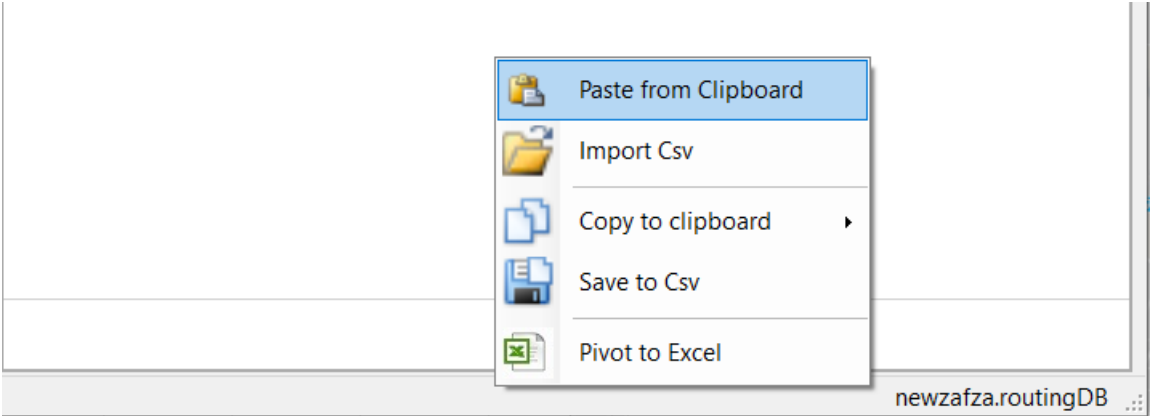 Paste from Clipboard
Import Csv
Copy to clipboard
Save to Csv
Pivot to Excel
newzafza.routingDB